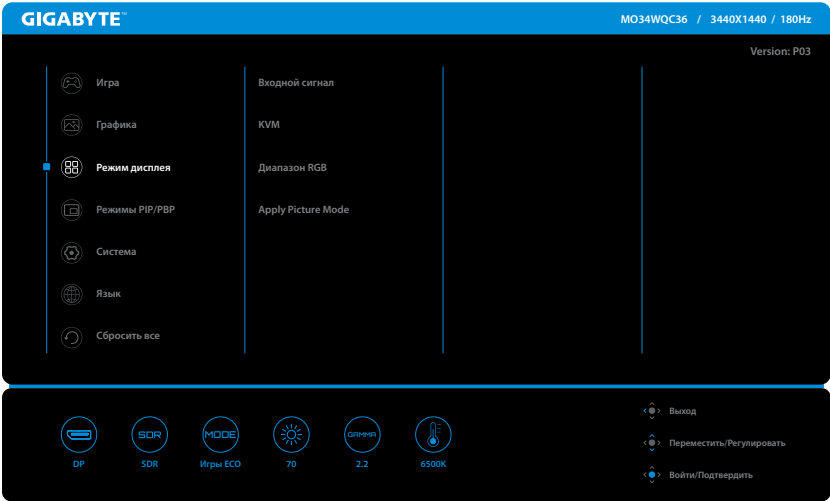 GIGABYTE™
MO34WQC36 / 3440X1440 / 180Hz
Version: P03
Игра
Графика
Режим дисплея
Режимы PIP/PBP
Система
Язык
Сбросить все
Входной сигнал
KVM
Диапазон RGB
Apply Picture Mode
SDR
MODE
GAMMA
DP
SDR
Игры ECO
70
2.2
6500K
Выход
Переместить/Регулировать
Войти/Подтвердить